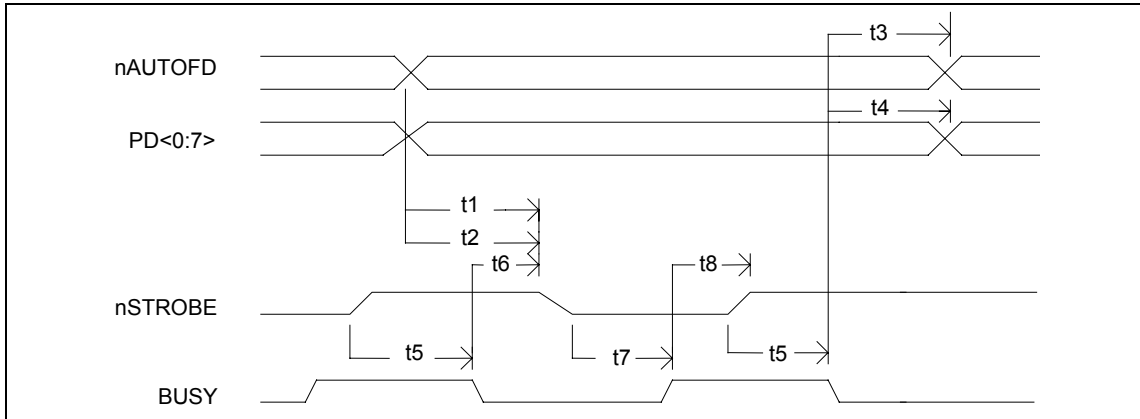 t3
nAUTOFD
t4
PD<0:7>
t1
t2
t6
t8
nSTROBE
t5
t7
t5
BUSY